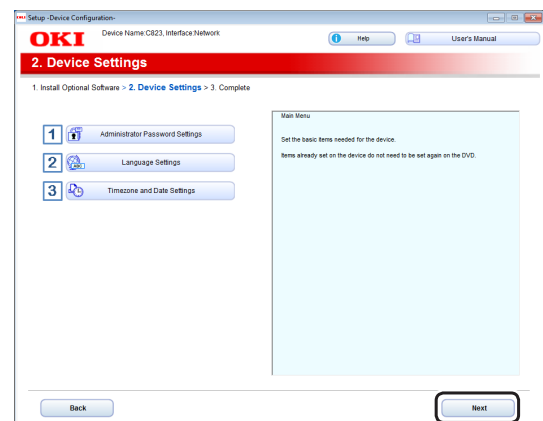 Setup -Device Configuration-
OKI
Device Name:C823, Interface:Network
Help
User's Manual
2. Device Settings
1. Install Optional Software > 2. Device Settings > 3. Complete
1 Administrator Password Settings
2 Language Settings
3 Timezone and Date Settings
Main Menu
Set the basic items needed for the device.
Items already set on the device do not need to be set again on the DVD.
Back
Next